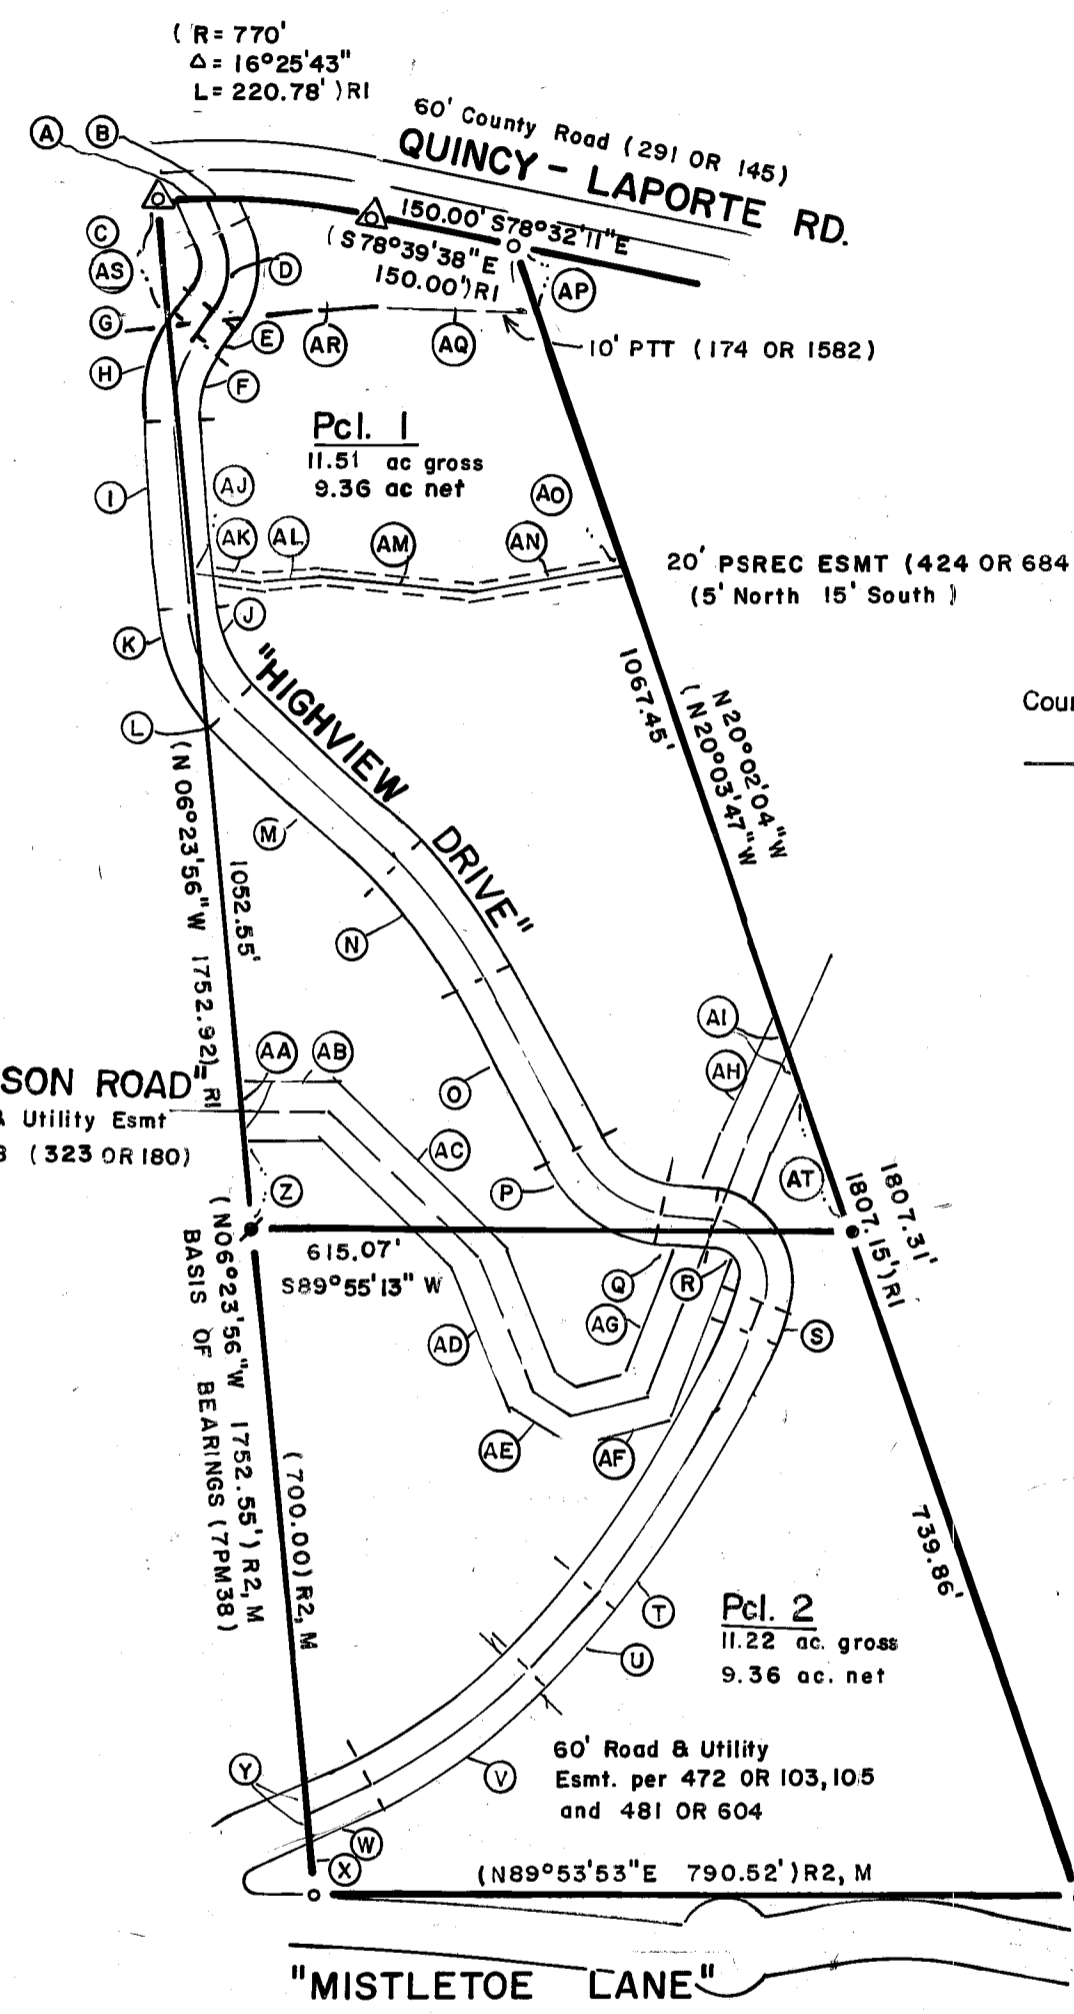 ( R = 770'
Δ = 16°25'43"
L = 220.78' ) R1
60' County Road (291 OR 145)
QUINCY - LAPORTE RD.
A
B
150.00' S78°32'11"E
(S78°39'38"E
150.00')R1
C
AS
D
AP
G
E
AR
AQ
10' PTT (174 OR 1582)
H
F
Pcl. 1
11.51 ac gross
9.36 ac net
I
AJ
AO
AK
AL
AM
AN
20' PSREC ESMT (424 OR 684
(5' North 15' South )
J
K
"HIGHVIEW DRIVE"
1067.45'
N20°02'04"W
(N20°03'47"W
Cour
L
(N06°23'56"W 1752.92) R1
M
1052.55'
N
AI
AH
AA
AB
SON ROAD"
& Utility Esmt
(323 OR 180)
O
AC
P
Z
AT
1807.31'
1807.15')R1
615.07'
S89°55'13" W
Q
R
AG
S
AD
(N06°23'56"W 1752.55') R2, M
BASIS OF BEARINGS (7PM38)
(700.00) R2, M
AE
AF
739.86'
T
U
Pcl. 2
11.22 ac. gross
9.36 ac. net
60' Road & Utility
Esmt. per 472 OR 103, 105
and 481 OR 604
Y
V
W
X
(N89°53'53"E 790.52') R2, M
"MISTLETOE LANE"